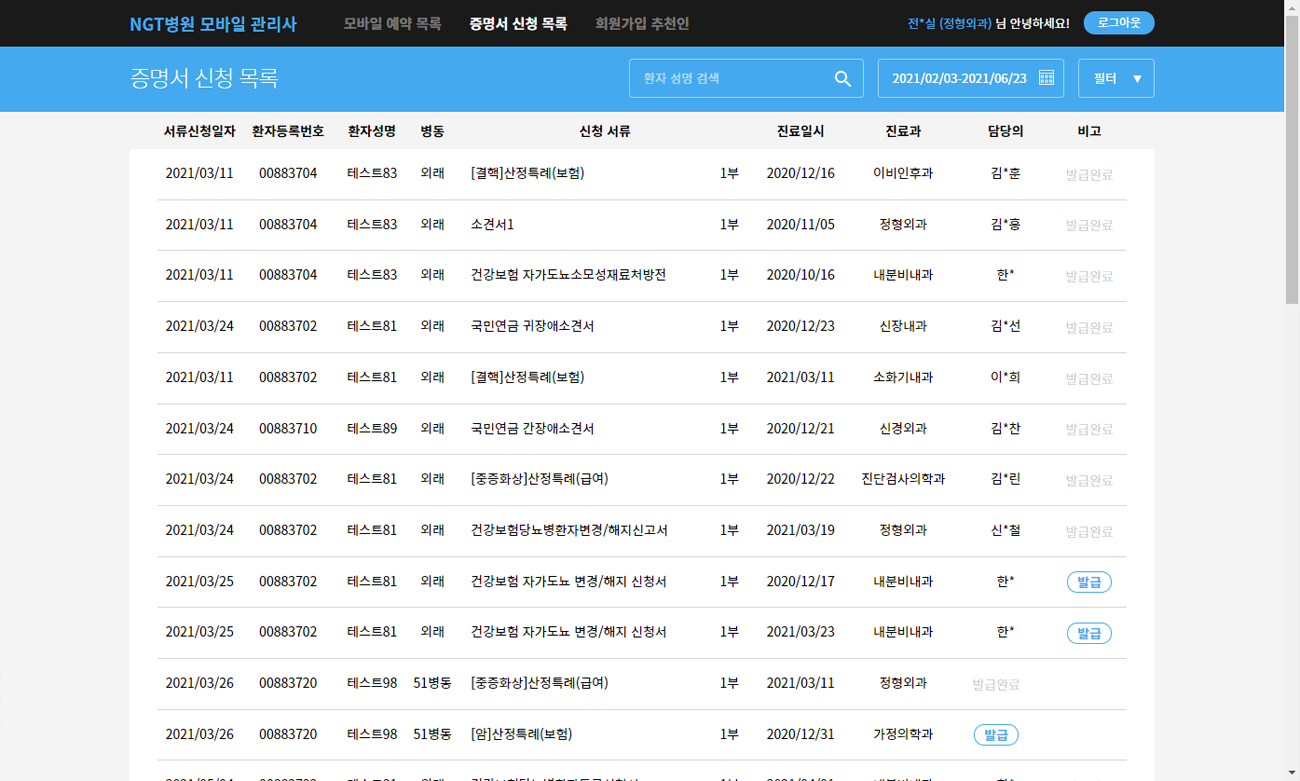 NGT병원 모바일 관리사 모바일 예약 목록 증명서 신청 목록 회원가입 추천인 전*실 (정형외과) 님 안녕하세요! 로그아웃
증명서 신청 목록 환자 성명 검색 2021/02/03-2021/06/23 필터 ▼
서류신청일자 환자등록번호 환자성명 병동 신청 서류 진료일시 진료과 담당의 비고
2021/03/11 00883704 테스트83 외래 [결핵]산정특례(보험) 1부 2020/12/16 이비인후과 김*훈 발급완료
2021/03/11 00883704 테스트83 외래 소견서1 1부 2020/11/05 정형외과 김*홍 발급완료
2021/03/11 00883704 테스트83 외래 건강보험 자가도뇨소모성재료처방전 1부 2020/10/16 내분비내과 한* 발급완료
2021/03/24 00883702 테스트81 외래 국민연금 귀장애소견서 1부 2020/12/23 신장내과 김*선 발급완료
2021/03/11 00883702 테스트81 외래 [결핵]산정특례(보험) 1부 2021/03/11 소화기내과 이*희 발급완료
2021/03/24 00883710 테스트89 외래 국민연금 간장애소견서 1부 2020/12/21 신경외과 김*찬 발급완료
2021/03/24 00883702 테스트81 외래 [중증화상]산정특례(급여) 1부 2020/12/22 진단검사의학과 김*린 발급완료
2021/03/24 00883702 테스트81 외래 건강보험당뇨병환자변경/해지신고서 1부 2021/03/19 정형외과 신*철 발급완료
2021/03/25 00883702 테스트81 외래 건강보험 자가도뇨 변경/해지 신청서 1부 2020/12/17 내분비내과 한* 발급
2021/03/25 00883702 테스트81 외래 건강보험 자가도뇨 변경/해지 신청서 1부 2021/03/23 내분비내과 한* 발급
2021/03/26 00883720 테스트98 51병동 [중증화상]산정특례(급여) 1부 2021/03/11 정형외과 발급완료
2021/03/26 00883720 테스트98 51병동 [암]산정특례(보험) 1부 2020/12/31 가정의학과 발급